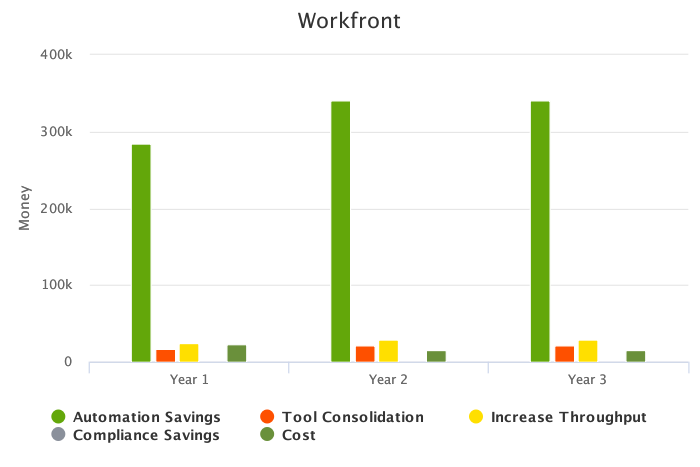 Workfront
400k
300k
200k
100k
0
Money
Year 1 Year 2 Year 3
Automation Savings Tool Consolidation Increase Throughput
Compliance Savings Cost